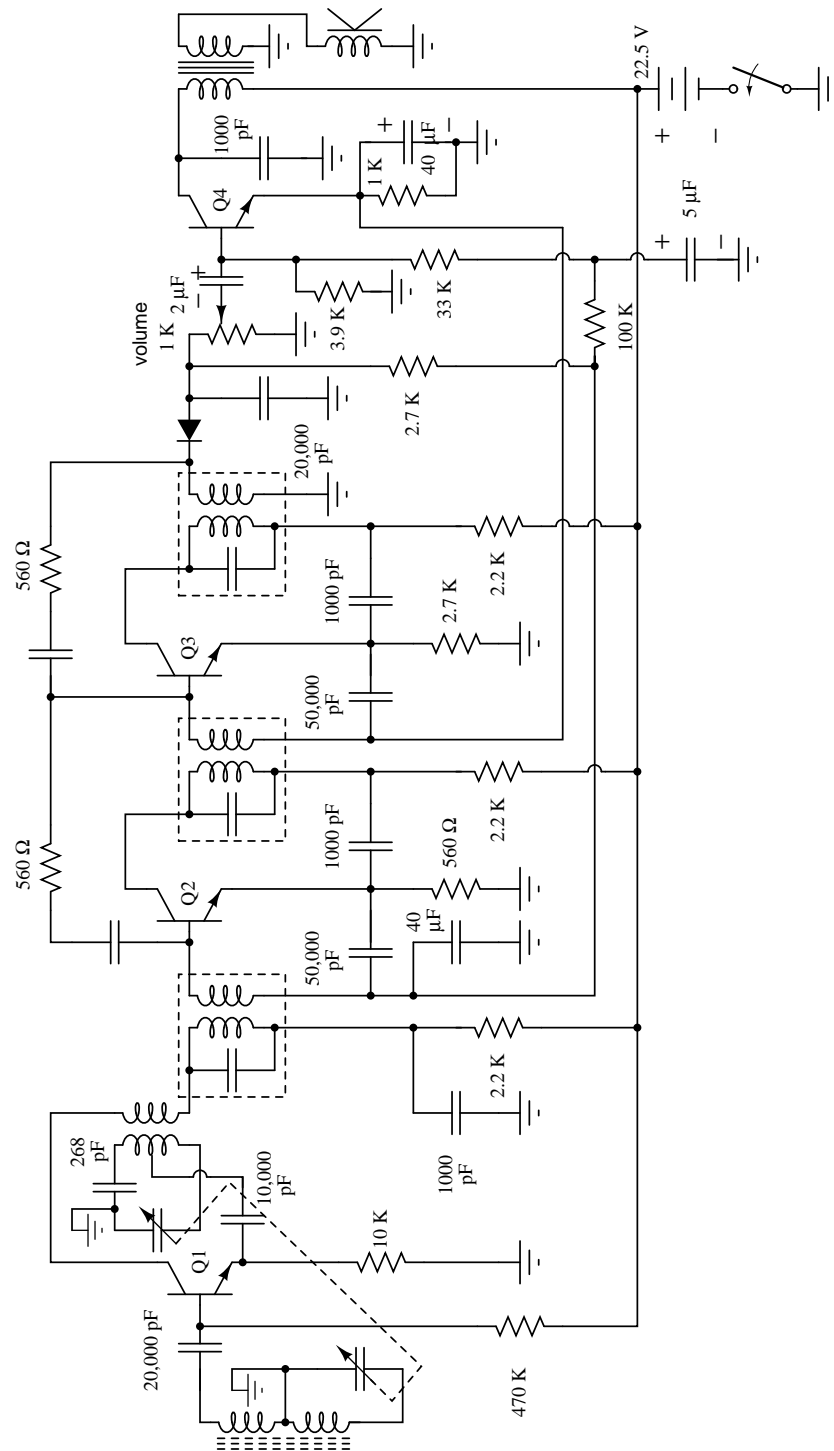 20,000 pF
470 K
Q1
10 K
268
pF
10,000
pF
1000
pF
2.2 K
560 Ω
Q2
50,000
pF
40
µF
560 Ω
1000 pF
2.2 K
560 Ω
Q3
50,000
pF
2.7 K
1000 pF
2.2 K
20,000
pF
2.7 K
volume
1 K
2 µF
− +
3.9 K
33 K
100 K
Q4
1000
pF
1 K
40
µF
+
−
5 µF
+
−
22.5 V
+
−